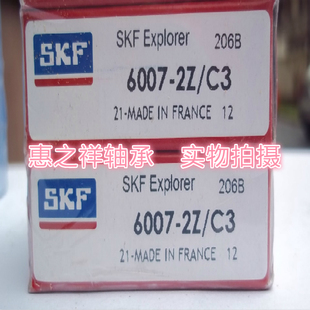 SKF
SKF Explorer 206B
6007-2Z/C3
21-MADE IN FRANCE 12
惠之祥轴承 实物拍摄
SKF
SKF Explorer 206B
6007-2Z/C3
21-MADE IN FRANCE 12